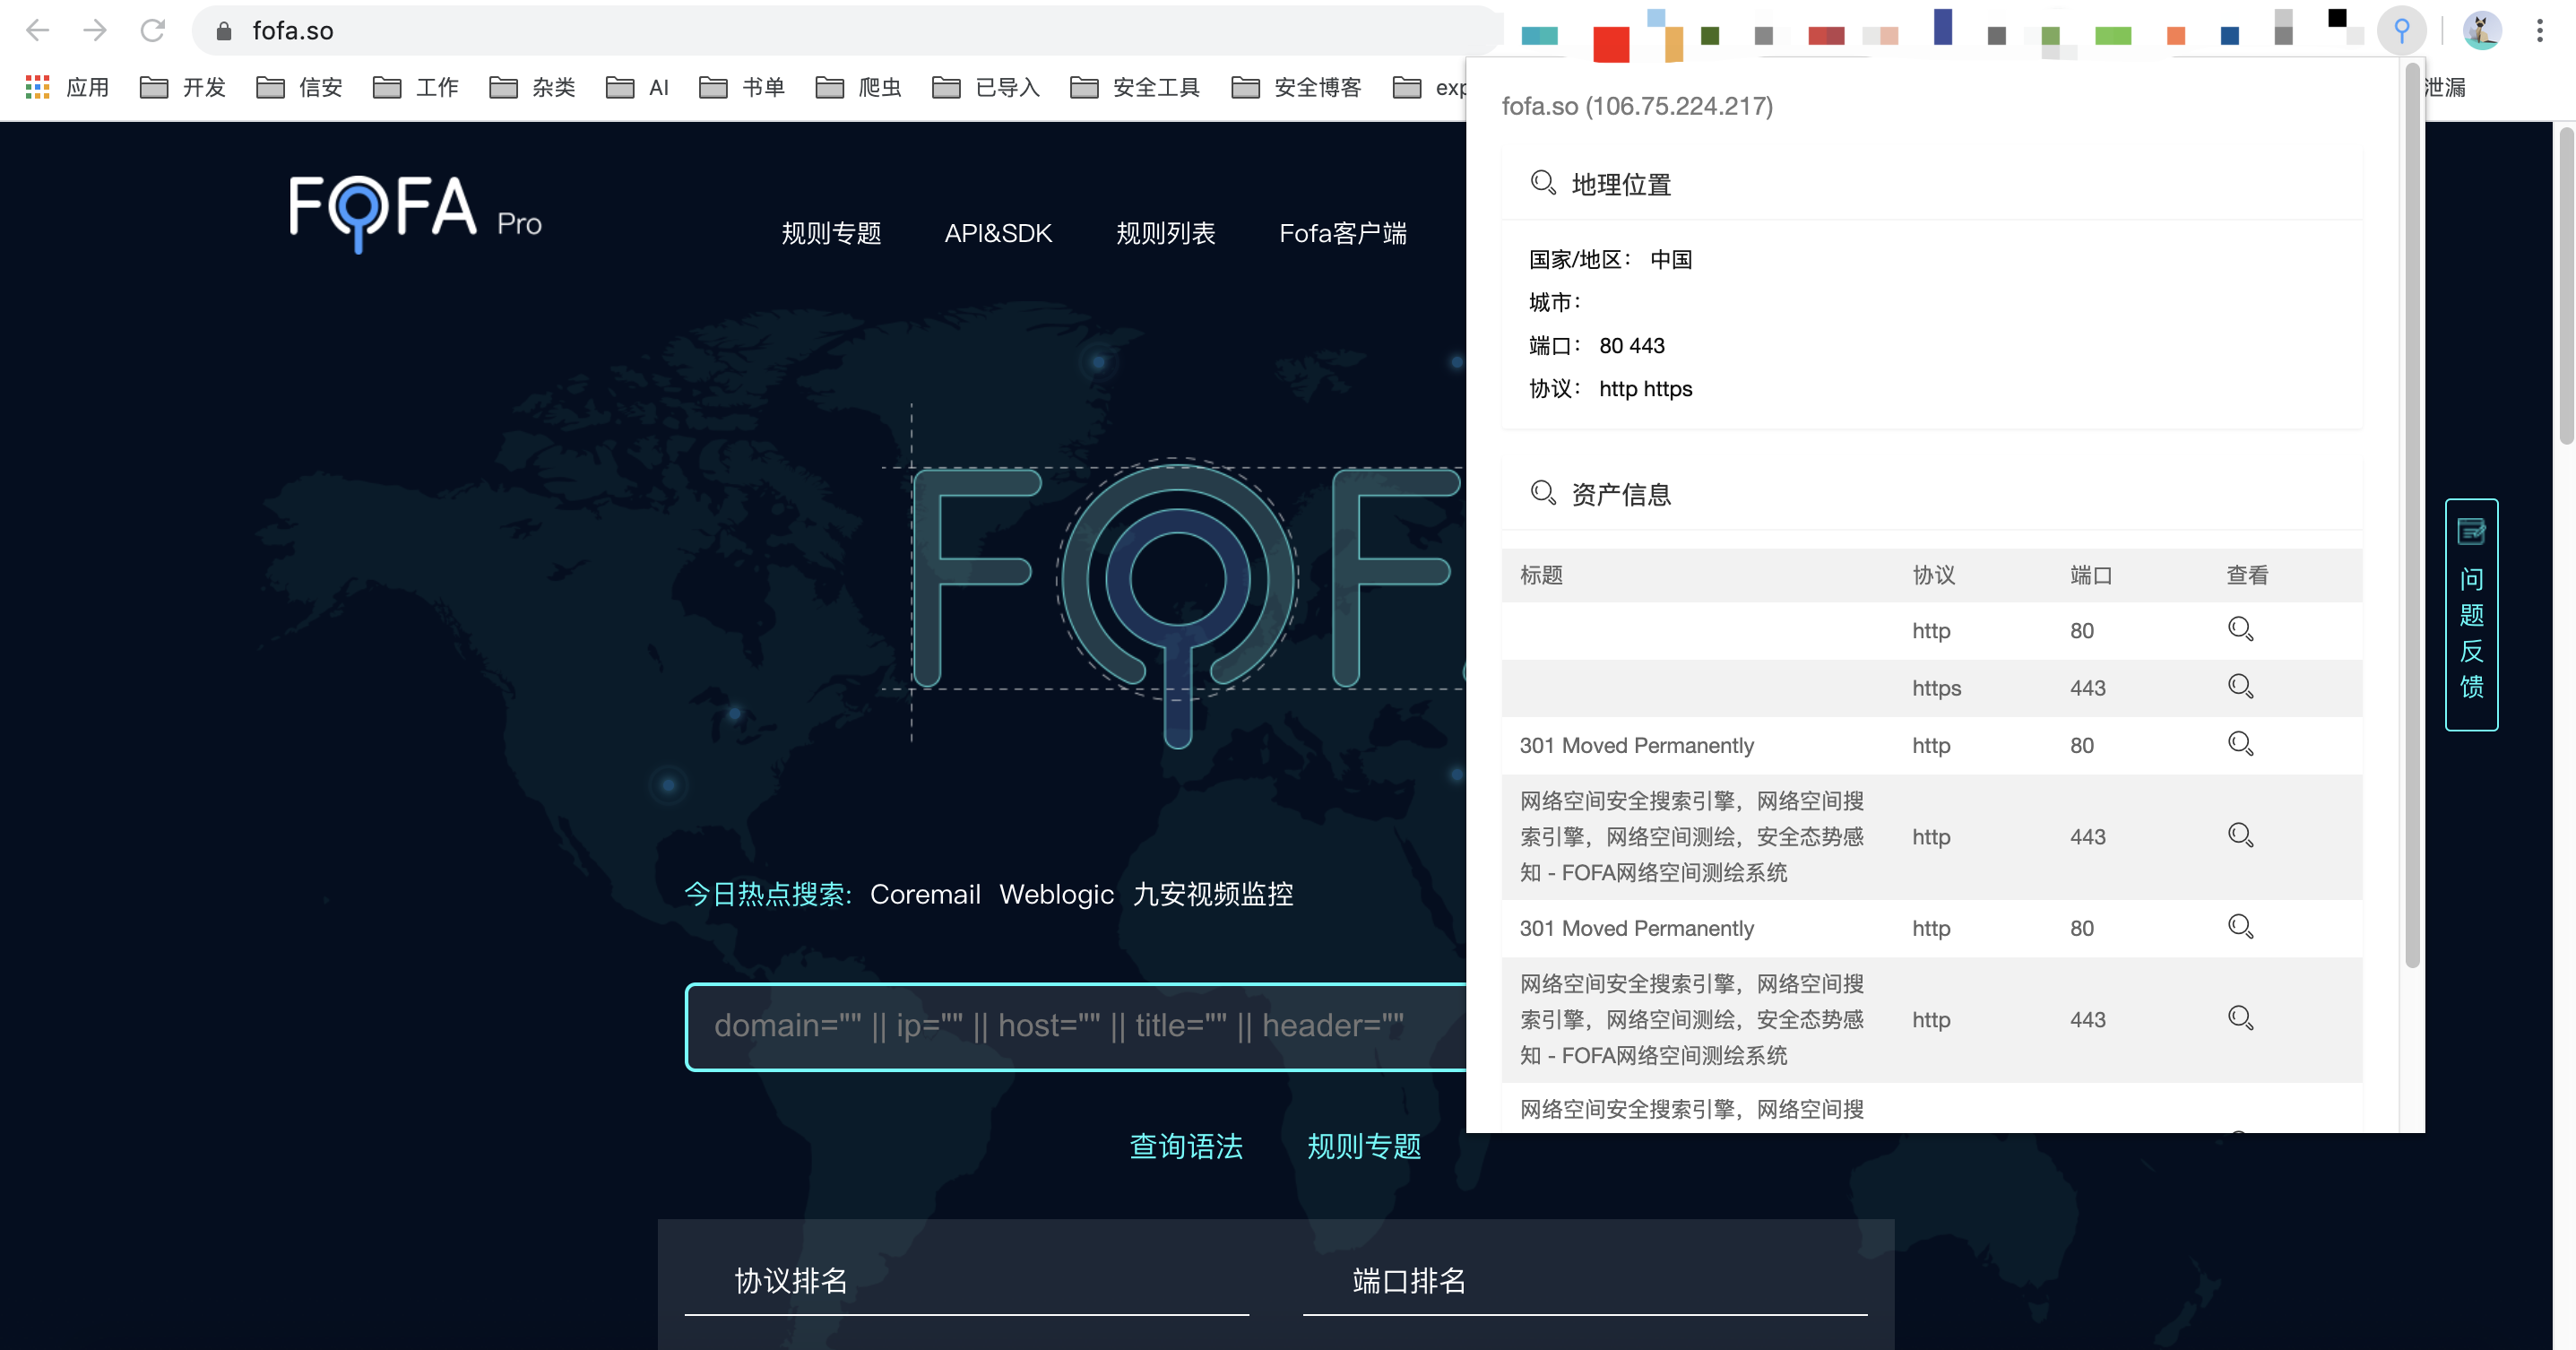 fofa.so
应用 开发 信安 工作 杂类 AI 书单 爬虫 已导入 安全工具 安全博客 exp 泄漏
FOFA Pro
规则专题 API&SDK 规则列表 Fofa客户端
今日热点搜索: Coremail Weblogic 九安视频监控
domain="" || ip="" || host="" || title="" || header=""
查询语法 规则专题
协议排名 端口排名
fofa.so (106.75.224.217)
地理位置
国家/地区： 中国
城市：
端口： 80 443
协议： http https
资产信息
标题 协议 端口 查看
http 80
https 443
301 Moved Permanently http 80
网络空间安全搜索引擎，网络空间搜
索引擎，网络空间测绘，安全态势感 http 443
知 - FOFA网络空间测绘系统
301 Moved Permanently http 80
网络空间安全搜索引擎，网络空间搜
索引擎，网络空间测绘，安全态势感 http 443
知 - FOFA网络空间测绘系统
网络空间安全搜索引擎，网络空间搜
问
题
反
馈